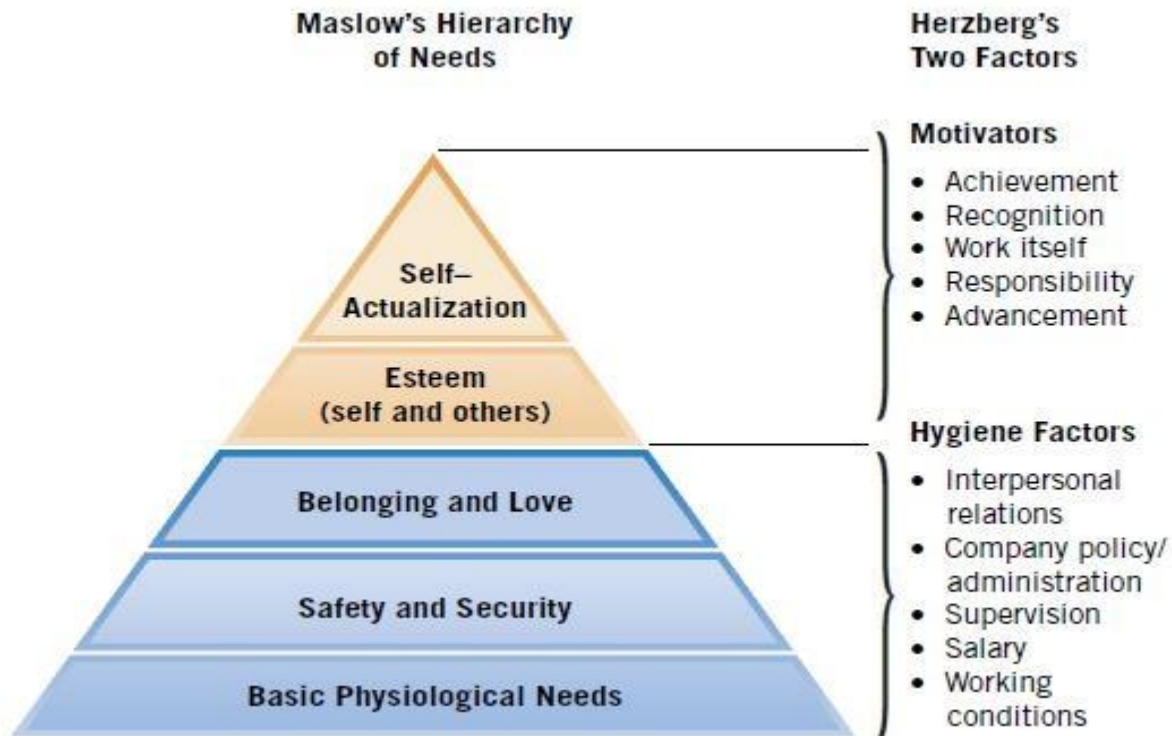 Maslow's Hierarchy
of Needs
Self–
Actualization
Esteem
(self and others)
Belonging and Love
Safety and Security
Basic Physiological Needs
Herzberg's
Two Factors
Motivators
• Achievement
• Recognition
• Work itself
• Responsibility
• Advancement
Hygiene Factors
• Interpersonal
relations
• Company policy/
administration
• Supervision
• Salary
• Working
conditions